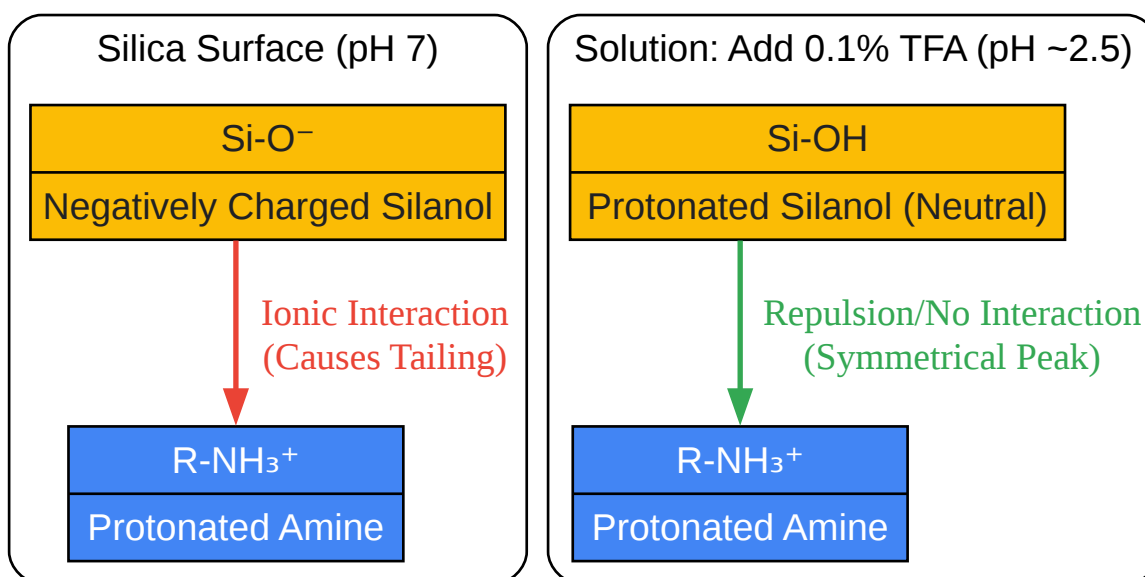 Silica Surface (pH 7)
Si-O⁻
Negatively Charged Silanol
Ionic Interaction
(Causes Tailing)
R-NH₃⁺
Protonated Amine
Solution: Add 0.1% TFA (pH ~2.5)
Si-OH
Protonated Silanol (Neutral)
Repulsion/No Interaction
(Symmetrical Peak)
R-NH₃⁺
Protonated Amine